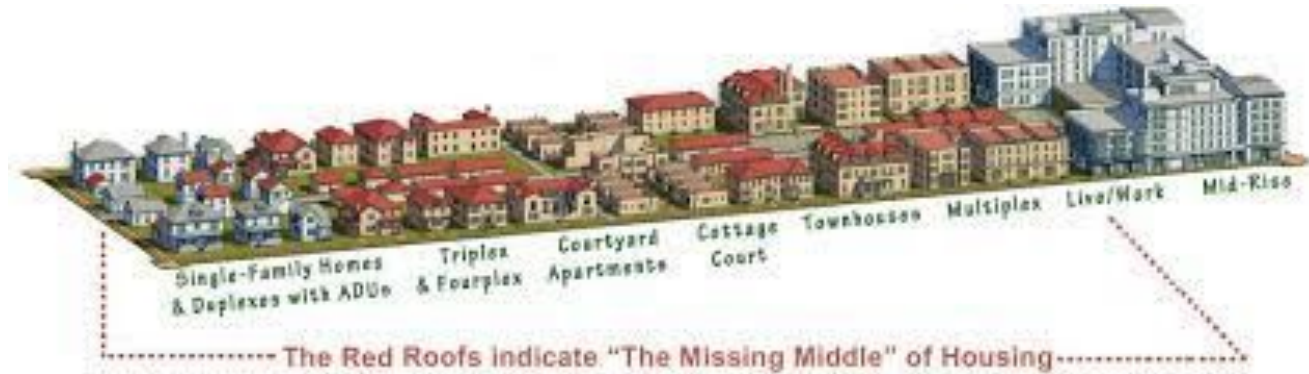 Single-Family Homes
& Duplexes with ADUs
Triplex
& Fourplex
Courtyard
Apartments
Cottage
Court
Townhouses
Multiplex
Live/Work
Mid-Rise
The Red Roofs indicate "The Missing Middle" of Housing